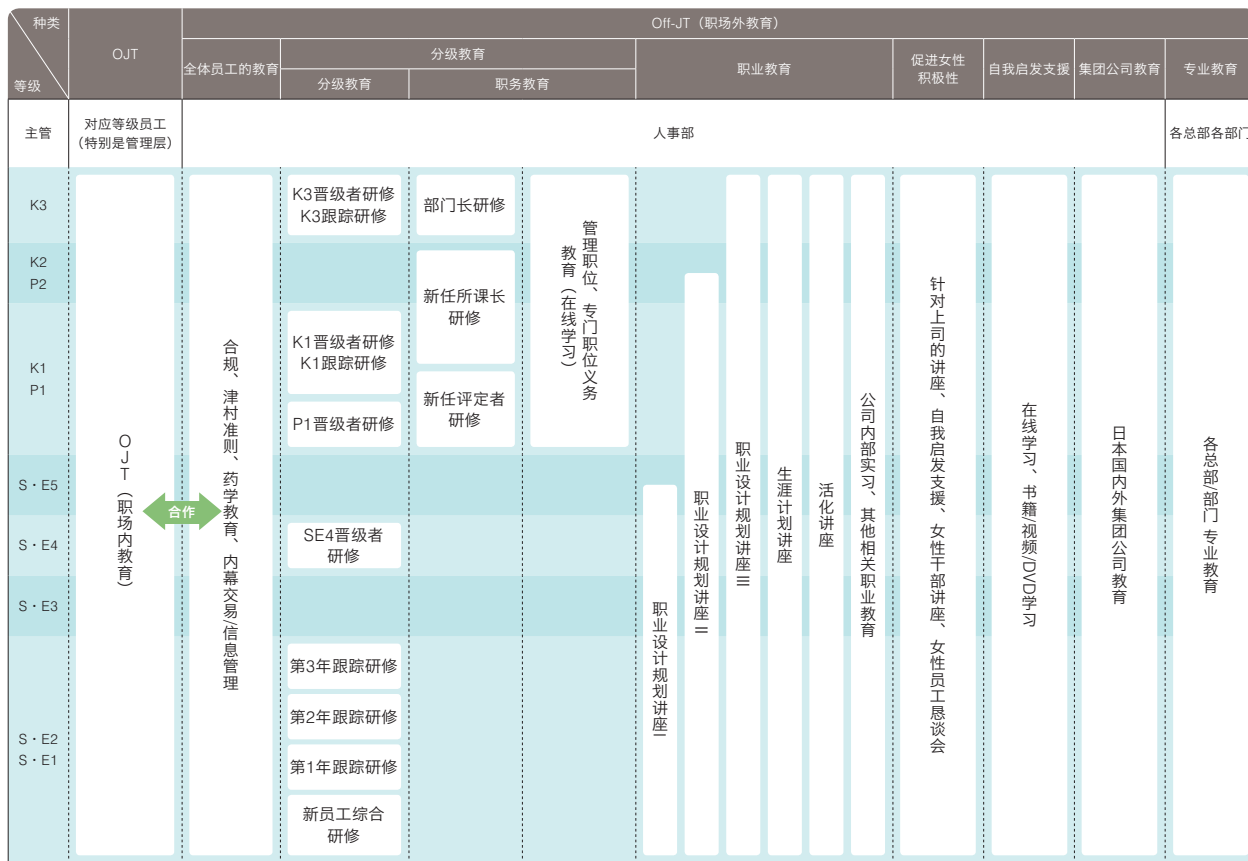 种类
等级
OJT
Off-JT（职场外教育）
全体员工的教育
分级教育
分级教育
职务教育
职业教育
促进女性
积极性
自我启发支援
集团公司教育
专业教育
主管
对应等级员工
（特别是管理层）
人事部
各总部各部门
K3
K2
P2
K1
P1
S・E5
S・E4
S・E3
S・E2
S・E1
OJT（职场内教育）
合作
合规、津村准则、药学教育、内幕交易/信息管理
K3晋级者研修
K3跟踪研修
K1晋级者研修
K1跟踪研修
P1晋级者研修
SE4晋级者
研修
第3年跟踪研修
第2年跟踪研修
第1年跟踪研修
新员工综合
研修
部门长研修
新任所课长
研修
新任评定者
研修
管理职位、专门职位义务
教育（在线学习）
职业设计规划讲座Ⅰ
职业设计规划讲座Ⅱ
职业设计规划讲座Ⅲ
生涯计划讲座
活化讲座
公司内部实习、其他相关职业教育
针对上司的讲座、自我启发支援、女性干部讲座、女性员工恳谈会
在线学习、书籍/视频/DVD学习
日本国内外集团公司教育
各总部/部门 专业教育